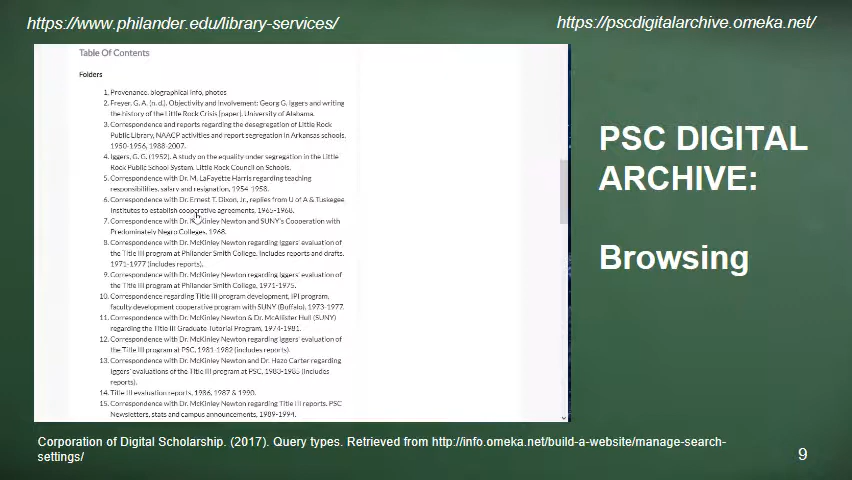 https://www.philander.edu/library-services/
https://pscdigitalarchive.omeka.net/
Table Of Contents
Folders
1. Provenance, biographical info, photos
2. Freyer, G. A. (n. d.). Objectivity and Involvement: Georg G. Iggers and writing
the history of the Little Rock Crisis [paper]. University of Alabama.
3. Correspondence and reports regarding the desegregation of Little Rock
Public Library, NAACP activities and report segregation in Arkansas schools,
1950-1956, 1988-2007.
4. Iggers, G. G. (1952). A study on the equality under segregation in the Little
Rock Public School System. Little Rock Council on Schools.
5. Correspondence with Dr. M. LaFayette Harris regarding teaching
responsibilities, salary and resignation, 1954-1958.
6. Correspondence with Dr. Ernest T. Dixon, Jr., replies from U of A & Tuskegee
Institutes to establish cooperative agreements, 1965-1968.
7. Correspondence with Dr. McKinley Newton and SUNY's Cooperation with
Predominately Negro Colleges, 1968.
8. Correspondence with Dr. McKinley Newton regarding Iggers' evaluation of
the Title III program at Philander Smith College. Includes reports and drafts.
1971-1977 (includes reports).
9. Correspondence with Dr. McKinley Newton regarding Iggers' evaluation of
the Title III program at Philander Smith College, 1971-1975.
10. Correspondence regarding Title III program development, IPI program,
faculty development cooperative program with SUNY (Buffalo), 1973-1977.
11. Correspondence with Dr. McKinley Newton & Dr. McAllister Hull (SUNY)
regarding the Title III Graduate Tutorial Program, 1974-1981.
12. Correspondence with Dr. McKinley Newton regarding Iggers' evaluation of
the Title III program at PSC, 1981-1982 (includes reports).
13. Correspondence with Dr. McKinley Newton and Dr. Hazo Carter regarding
Iggers' evaluations of the Title III program at PSC, 1983-1985 (includes
reports).
14. Title III evaluation reports, 1986, 1987 & 1990.
15. Correspondence with Dr. McKinley Newton regarding Title III reports. PSC
Newsletters, stats and campus announcements, 1989-1994.
PSC DIGITAL
ARCHIVE:
Browsing
Corporation of Digital Scholarship. (2017). Query types. Retrieved from http://info.omeka.net/build-a-website/manage-search-
settings/
9